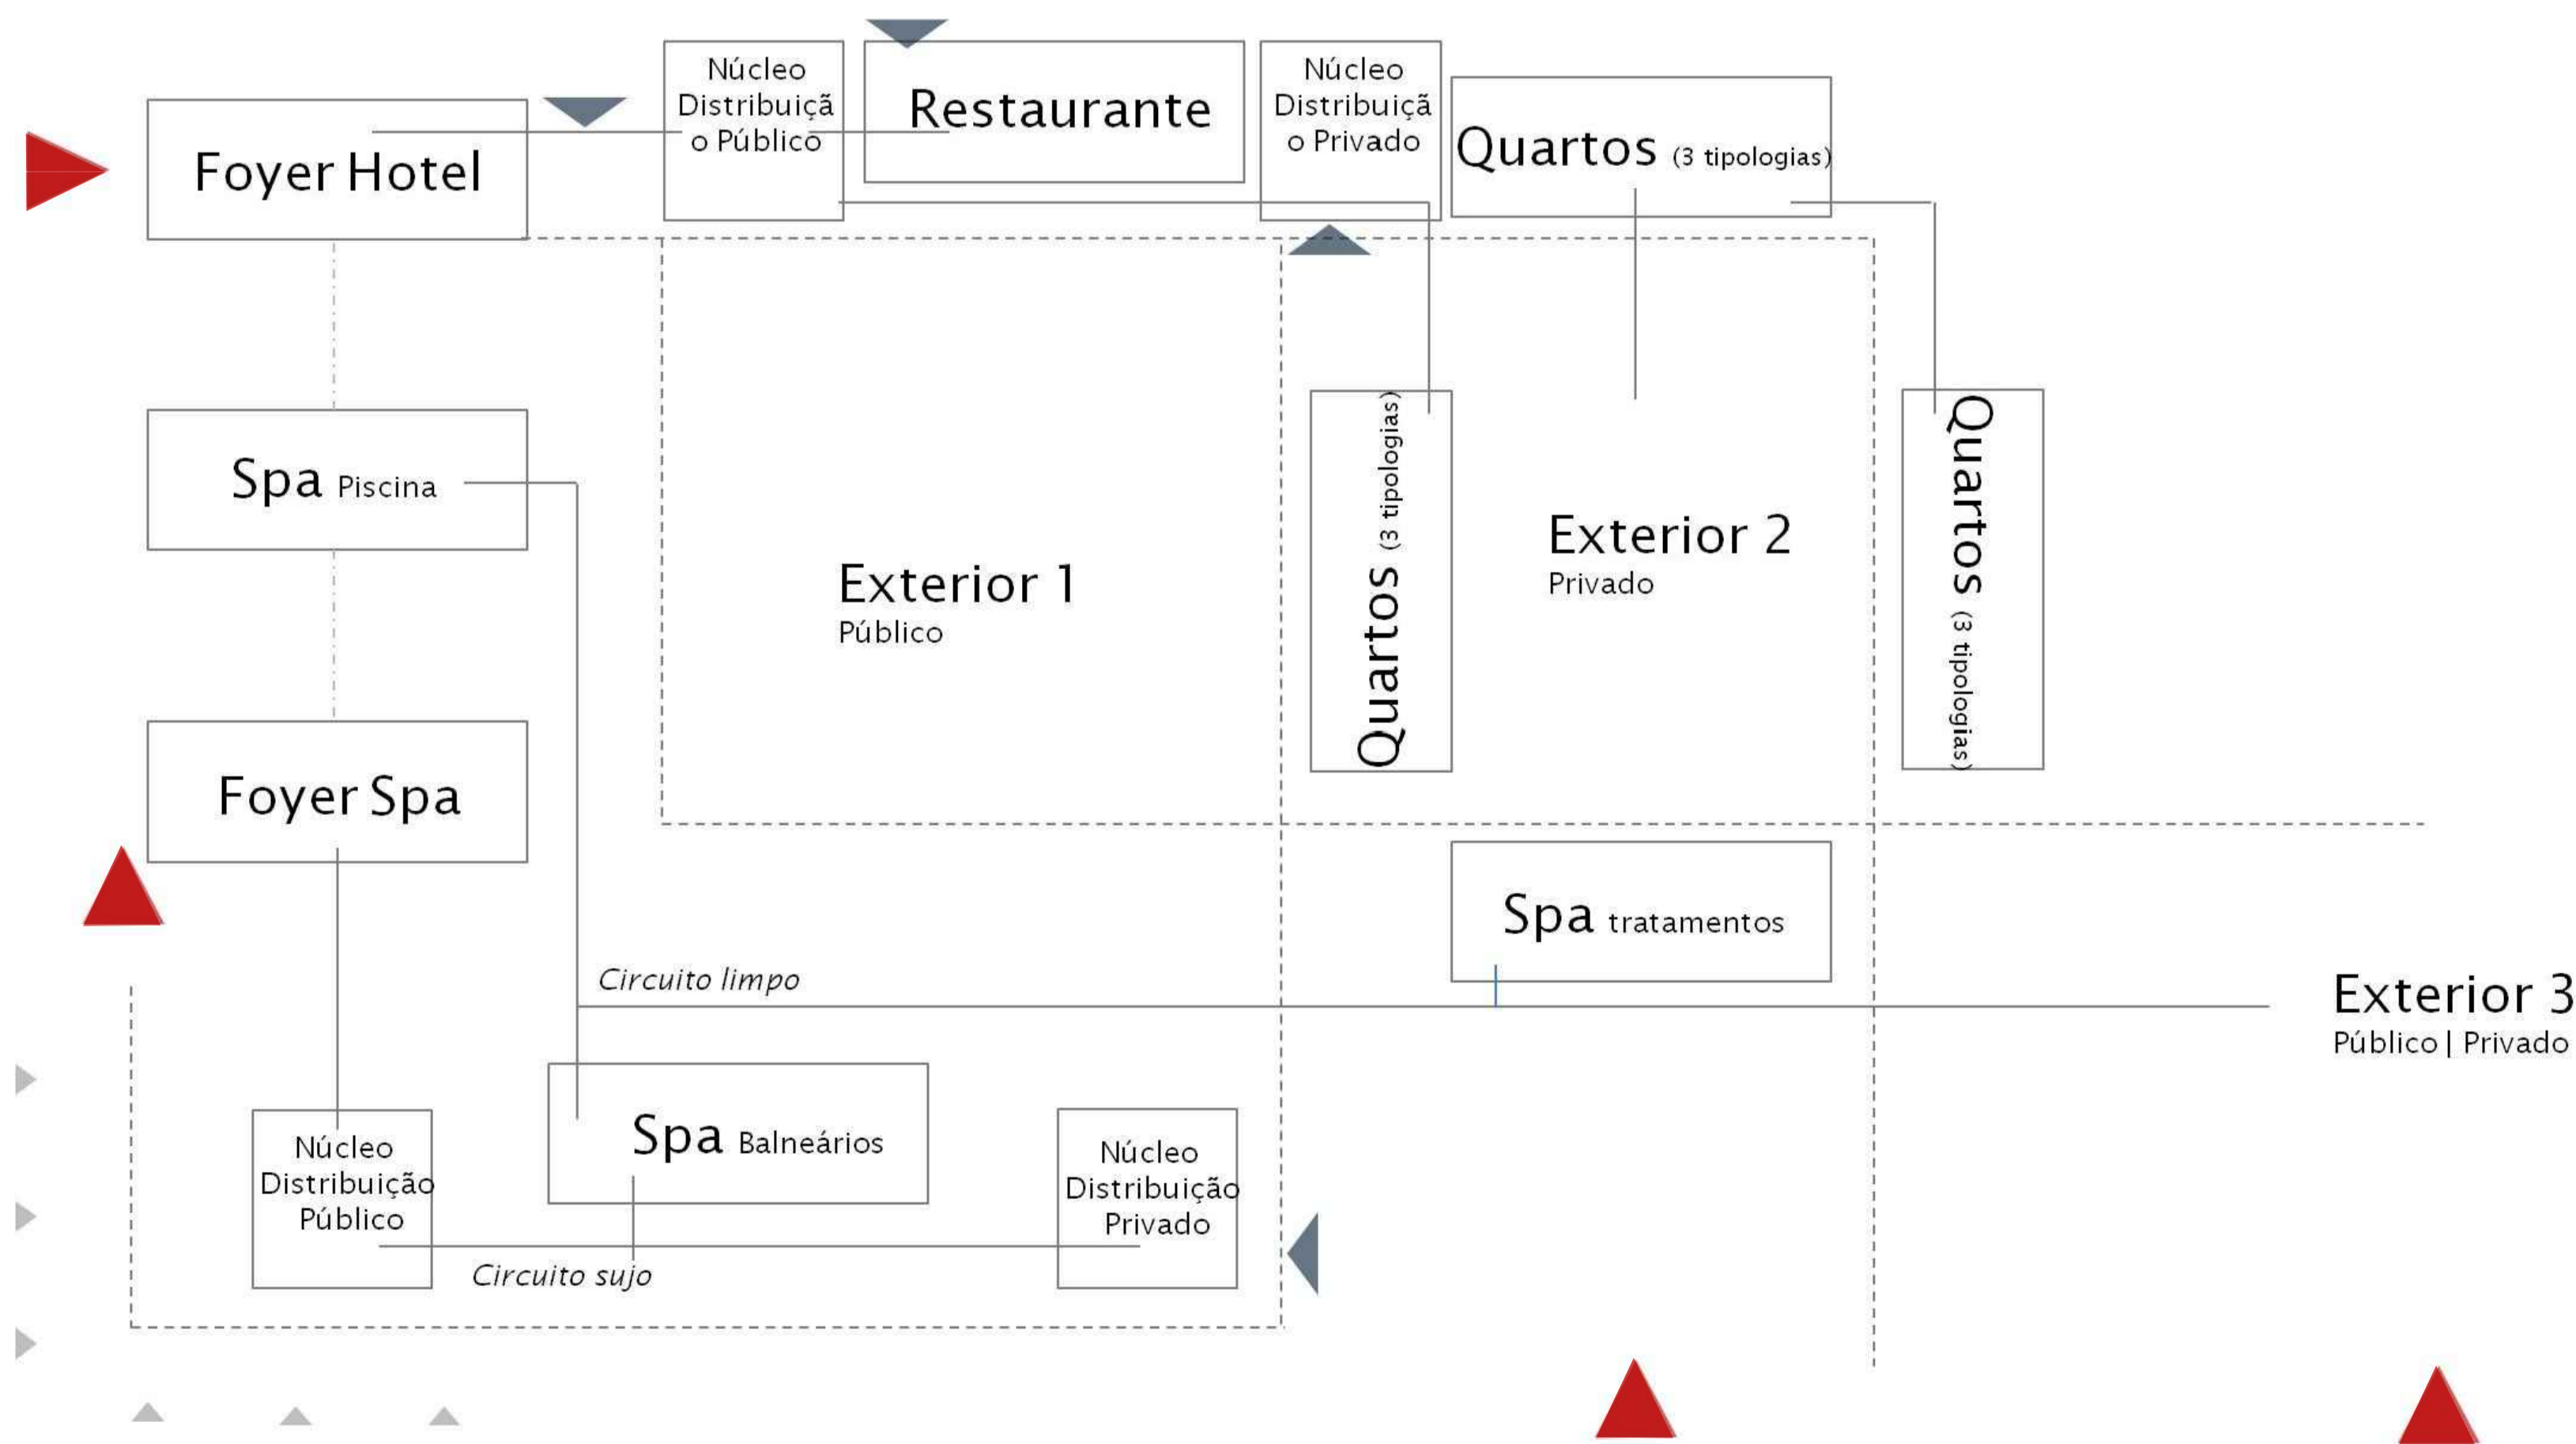 Núcleo
Distribuiçã
o Público
Restaurante
Núcleo
Distribuiçã
o Privado
Quartos (3 tipologias)
Foyer Hotel
Spa Piscina
Exterior 1
Público
Quartos (3 tipologias)
Exterior 2
Privado
Quartos (3 tipologias)
Foyer Spa
Spa tratamentos
Circuito limpo
Exterior 3
Público | Privado
Núcleo
Distribuição
Público
Spa Balneários
Núcleo
Distribuição
Privado
Circuito sujo